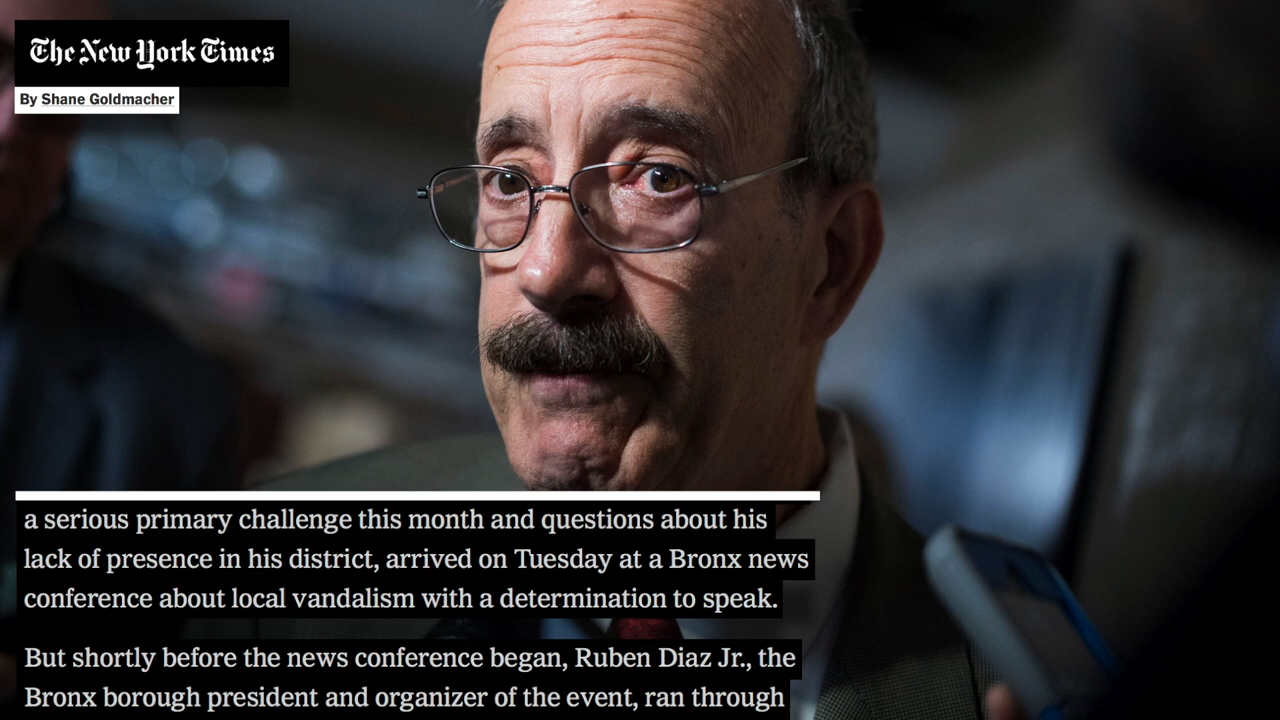 The New York Times
By Shane Goldmacher
a serious primary challenge this month and questions about his
lack of presence in his district, arrived on Tuesday at a Bronx news
conference about local vandalism with a determination to speak.
But shortly before the news conference began, Ruben Diaz Jr., the
Bronx borough president and organizer of the event, ran through